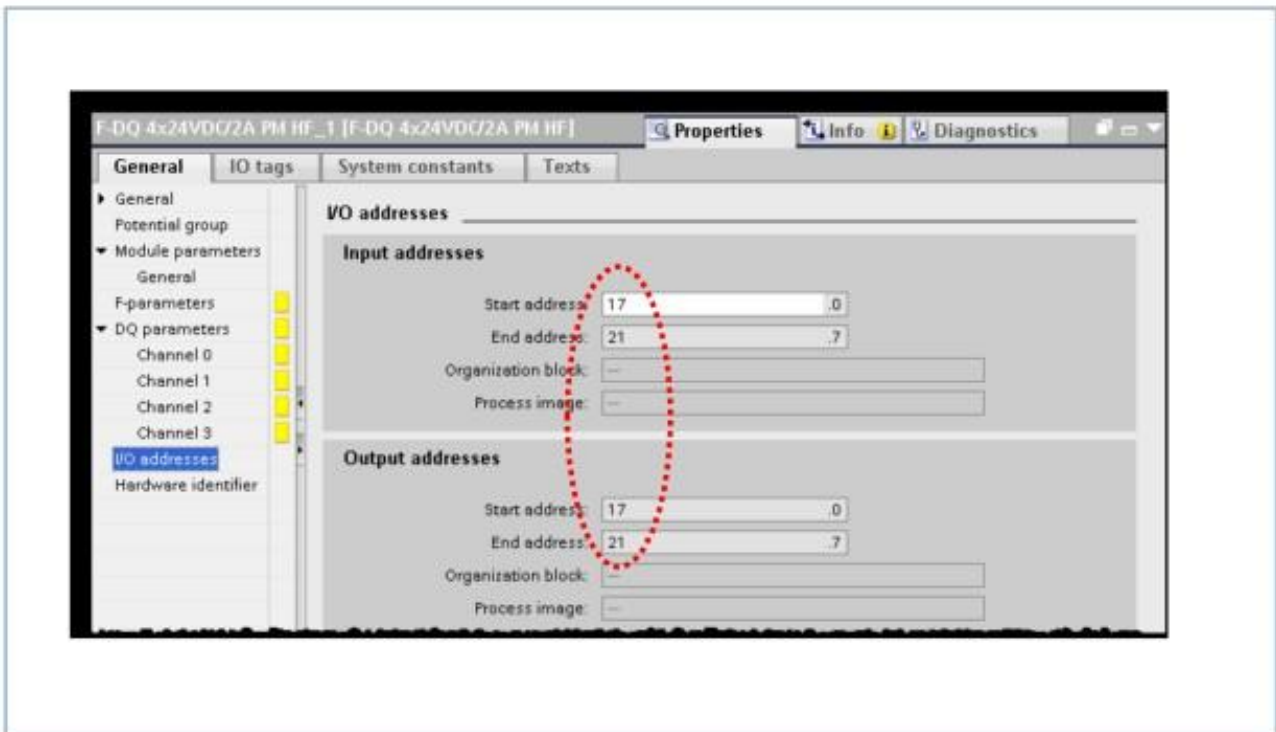 F-DQ 4x24VDC/2A PM HF_1 [F-DQ 4x24VDC/2A PM HF]
Properties
Info
Diagnostics
General
IO tags
System constants
Texts
General
Potential group
Module parameters
General
F-parameters
DQ parameters
Channel 0
Channel 1
Channel 2
Channel 3
I/O addresses
Hardware identifier
I/O addresses
Input addresses
Start address: 17 .0
End address: 21 .7
Organization block: ---
Process image: ---
Output addresses
Start address: 17 .0
End address: 21 .7
Organization block: ---
Process image: ---